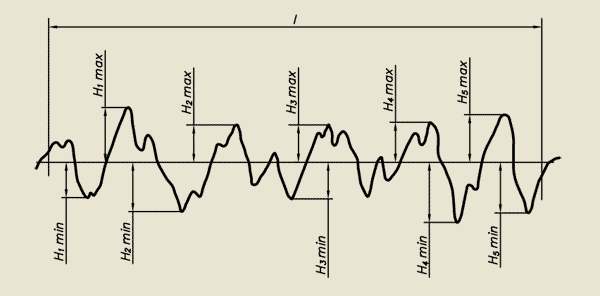 l
H1 max
H2 max
H3 max
H4 max
H5 max
H1 min
H2 min
H3 min
H4 min
H5 min